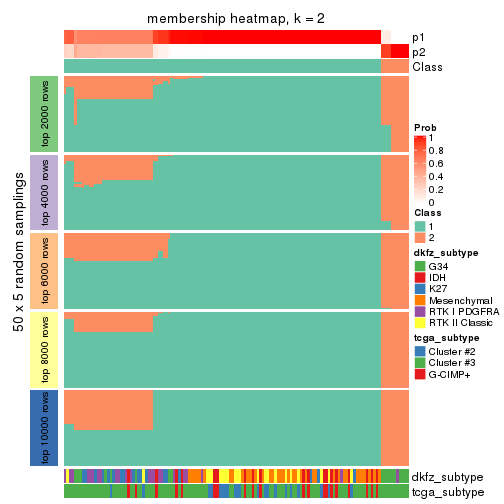 membership heatmap, k = 2
p1
p2
Class
50 x 5 random samplings
top 2000 rows
top 4000 rows
top 6000 rows
top 8000 rows
top 10000 rows
dkfz_subtype
tcga_subtype
Prob
1
0.8
0.6
0.4
0.2
0
Class
1
2
dkfz_subtype
G34
IDH
K27
Mesenchymal
RTK I PDGFRA
RTK II Classic
tcga_subtype
Cluster #2
Cluster #3
G-CIMP+